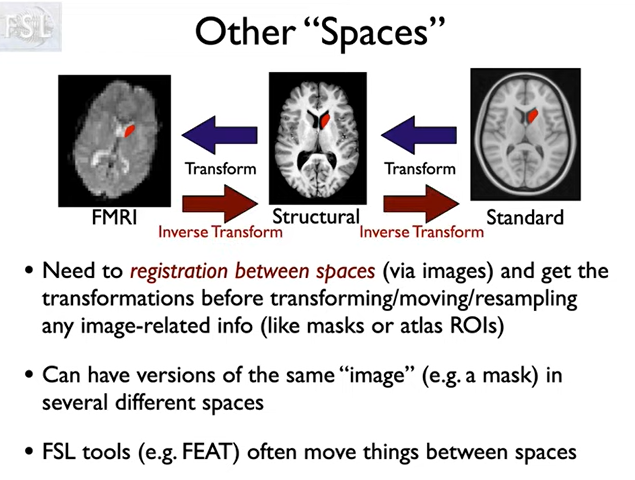 FSL
Other “Spaces”
Transform
Transform
FMRI
Structural
Standard
Inverse Transform
Inverse Transform
• Need to registration between spaces (via images) and get the
transformations before transforming/moving/resampling
any image-related info (like masks or atlas ROIs)
• Can have versions of the same “image” (e.g. a mask) in
several different spaces
• FSL tools (e.g. FEAT) often move things between spaces